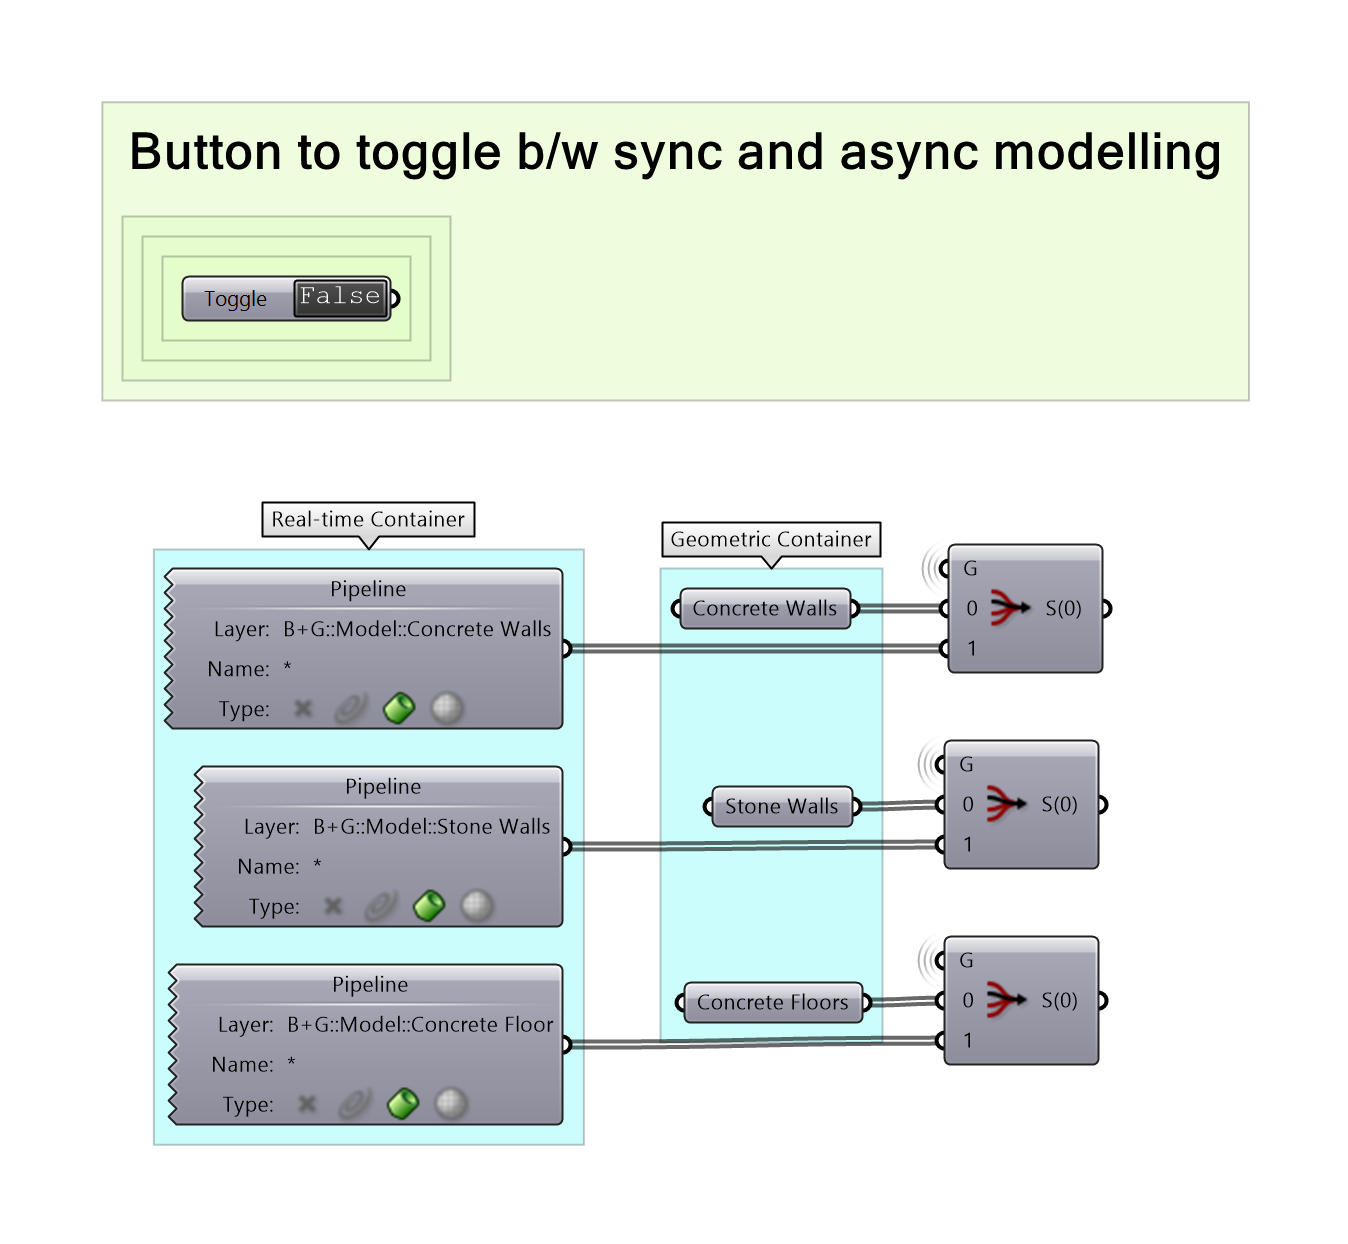 Button to toggle b/w sync and async modelling
Toggle False
Real-time Container
Pipeline
Layer: B+G::Model::Concrete Walls
Name: *
Type:
Pipeline
Layer: B+G::Model::Stone Walls
Name: *
Type:
Pipeline
Layer: B+G::Model::Concrete Floor
Name: *
Type:
Geometric Container
Concrete Walls
Stone Walls
Concrete Floors
G
0 S(0)
1
G
0 S(0)
1
G
0 S(0)
1